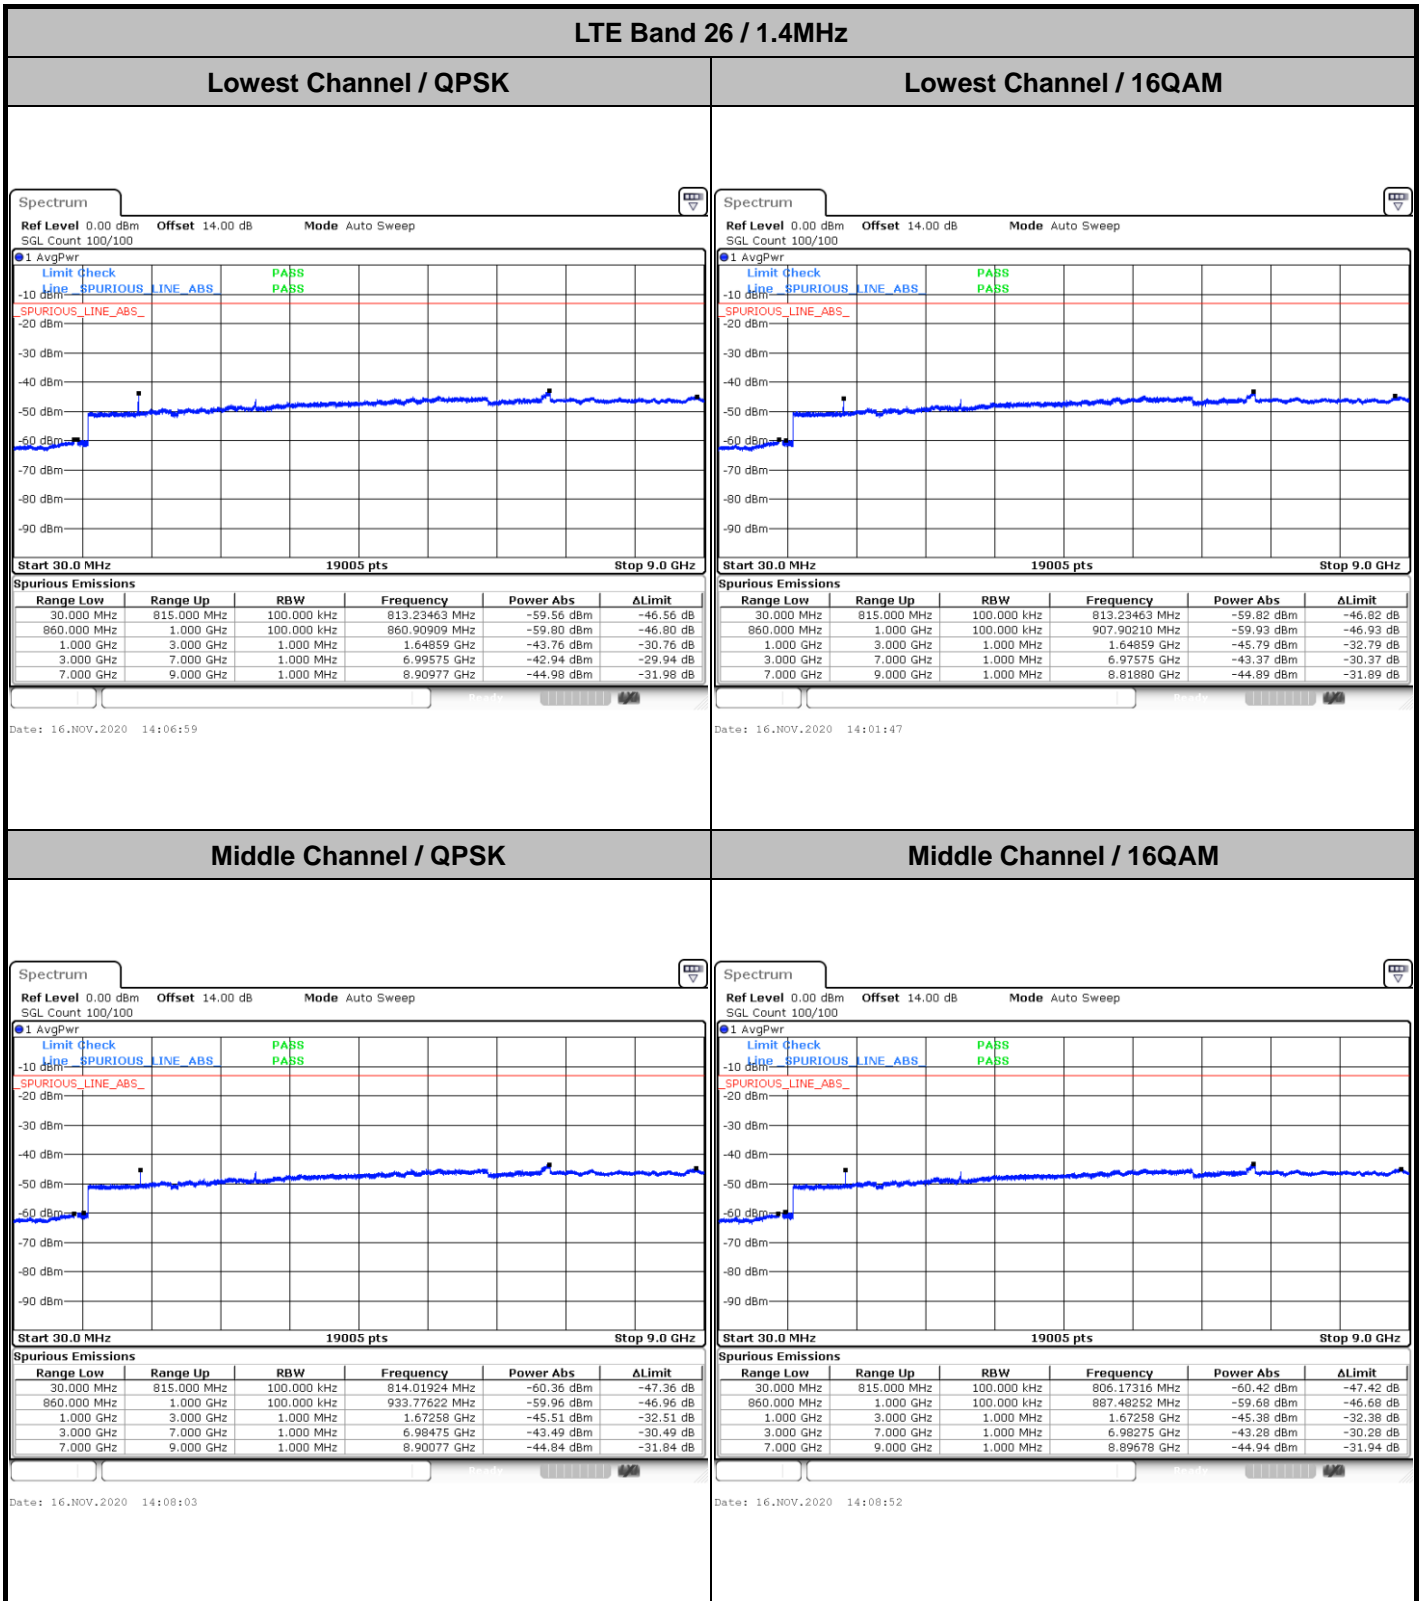 LTE Band 26 / 1.4MHz
Lowest Channel / QPSK
Lowest Channel / 16QAM
Spectrum
Ref Level 0.00 dBm Offset 14.00 dB Mode Auto Sweep
SGL Count 100/100
1 AvgPwr
Limit Check PASS
Line _SPURIOUS_LINE_ABS_ PASS
-10 dBm
_SPURIOUS_LINE_ABS_
-20 dBm
-30 dBm
-40 dBm
-50 dBm
-60 dBm
-70 dBm
-80 dBm
-90 dBm
Start 30.0 MHz 19005 pts Stop 9.0 GHz
Spurious Emissions
Range Low Range Up RBW Frequency Power Abs ΔLimit
30.000 MHz 815.000 MHz 100.000 kHz 813.23463 MHz -59.56 dBm -46.56 dB
860.000 MHz 1.000 GHz 100.000 kHz 860.90909 MHz -59.80 dBm -46.80 dB
1.000 GHz 3.000 GHz 1.000 MHz 1.64859 GHz -43.76 dBm -30.76 dB
3.000 GHz 7.000 GHz 1.000 MHz 6.99575 GHz -42.94 dBm -29.94 dB
7.000 GHz 9.000 GHz 1.000 MHz 8.90977 GHz -44.98 dBm -31.98 dB
Ready
Date: 16.NOV.2020 14:06:59
Spectrum
Ref Level 0.00 dBm Offset 14.00 dB Mode Auto Sweep
SGL Count 100/100
1 AvgPwr
Limit Check PASS
Line _SPURIOUS_LINE_ABS_ PASS
-10 dBm
_SPURIOUS_LINE_ABS_
-20 dBm
-30 dBm
-40 dBm
-50 dBm
-60 dBm
-70 dBm
-80 dBm
-90 dBm
Start 30.0 MHz 19005 pts Stop 9.0 GHz
Spurious Emissions
Range Low Range Up RBW Frequency Power Abs ΔLimit
30.000 MHz 815.000 MHz 100.000 kHz 813.23463 MHz -59.82 dBm -46.82 dB
860.000 MHz 1.000 GHz 100.000 kHz 907.90210 MHz -59.93 dBm -46.93 dB
1.000 GHz 3.000 GHz 1.000 MHz 1.64859 GHz -45.79 dBm -32.79 dB
3.000 GHz 7.000 GHz 1.000 MHz 6.97575 GHz -43.37 dBm -30.37 dB
7.000 GHz 9.000 GHz 1.000 MHz 8.81880 GHz -44.89 dBm -31.89 dB
Ready
Date: 16.NOV.2020 14:01:47
Middle Channel / QPSK
Middle Channel / 16QAM
Spectrum
Ref Level 0.00 dBm Offset 14.00 dB Mode Auto Sweep
SGL Count 100/100
1 AvgPwr
Limit Check PASS
Line _SPURIOUS_LINE_ABS_ PASS
-10 dBm
_SPURIOUS_LINE_ABS_
-20 dBm
-30 dBm
-40 dBm
-50 dBm
-60 dBm
-70 dBm
-80 dBm
-90 dBm
Start 30.0 MHz 19005 pts Stop 9.0 GHz
Spurious Emissions
Range Low Range Up RBW Frequency Power Abs ΔLimit
30.000 MHz 815.000 MHz 100.000 kHz 814.01924 MHz -60.36 dBm -47.36 dB
860.000 MHz 1.000 GHz 100.000 kHz 933.77622 MHz -59.96 dBm -46.96 dB
1.000 GHz 3.000 GHz 1.000 MHz 1.67258 GHz -45.51 dBm -32.51 dB
3.000 GHz 7.000 GHz 1.000 MHz 6.98475 GHz -43.49 dBm -30.49 dB
7.000 GHz 9.000 GHz 1.000 MHz 8.90077 GHz -44.84 dBm -31.84 dB
Ready
Date: 16.NOV.2020 14:08:03
Spectrum
Ref Level 0.00 dBm Offset 14.00 dB Mode Auto Sweep
SGL Count 100/100
1 AvgPwr
Limit Check PASS
Line _SPURIOUS_LINE_ABS_ PASS
-10 dBm
_SPURIOUS_LINE_ABS_
-20 dBm
-30 dBm
-40 dBm
-50 dBm
-60 dBm
-70 dBm
-80 dBm
-90 dBm
Start 30.0 MHz 19005 pts Stop 9.0 GHz
Spurious Emissions
Range Low Range Up RBW Frequency Power Abs ΔLimit
30.000 MHz 815.000 MHz 100.000 kHz 806.17316 MHz -60.42 dBm -47.42 dB
860.000 MHz 1.000 GHz 100.000 kHz 887.48252 MHz -59.68 dBm -46.68 dB
1.000 GHz 3.000 GHz 1.000 MHz 1.67258 GHz -45.38 dBm -32.38 dB
3.000 GHz 7.000 GHz 1.000 MHz 6.98275 GHz -43.28 dBm -30.28 dB
7.000 GHz 9.000 GHz 1.000 MHz 8.89678 GHz -44.94 dBm -31.94 dB
Ready
Date: 16.NOV.2020 14:08:52